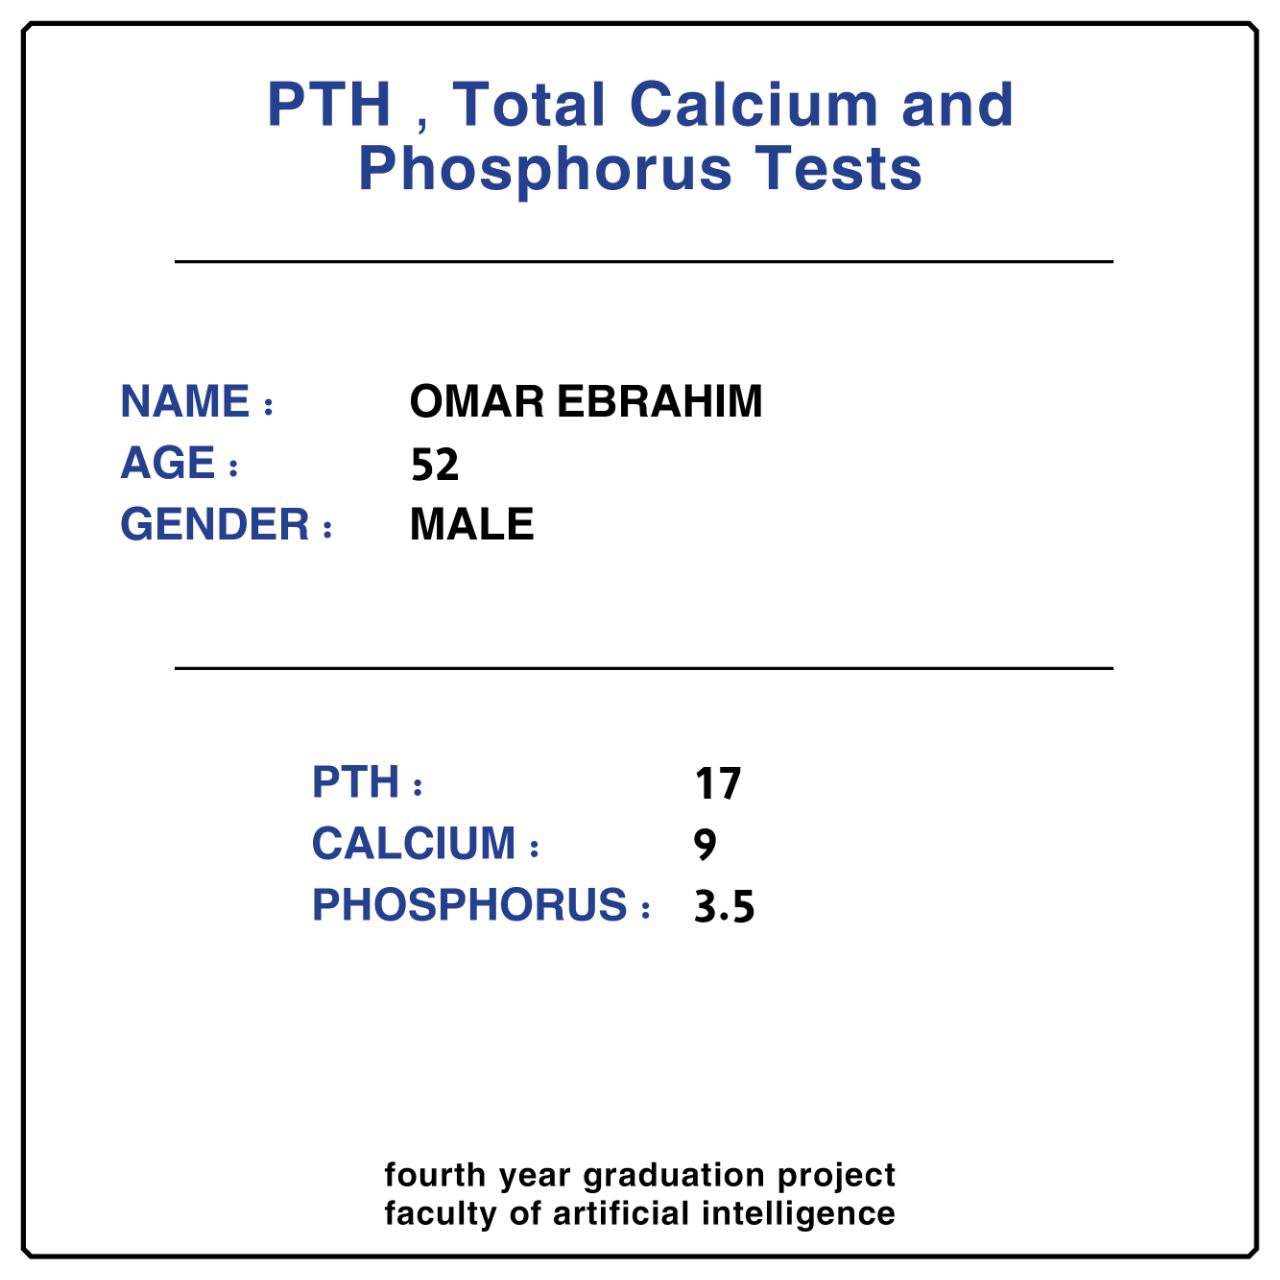 PTH , Total Calcium and
Phosphorus Tests
NAME : OMAR EBRAHIM
AGE : 52
GENDER : MALE
PTH : 17
CALCIUM : 9
PHOSPHORUS : 3.5
fourth year graduation project
faculty of artificial intelligence